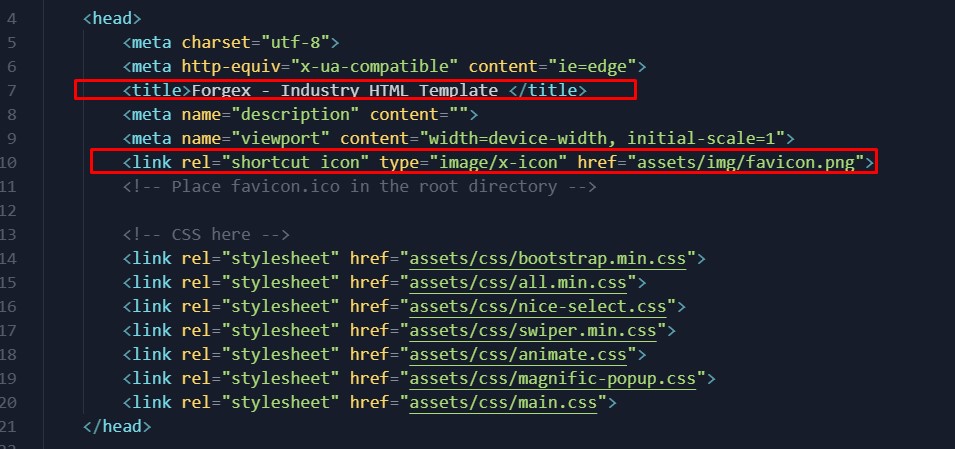 4 <head>
5 <meta charset="utf-8">
6 <meta http-equiv="x-ua-compatible" content="ie=edge">
7 <title>Forgex - Industry HTML Template </title>
8 <meta name="description" content="">
9 <meta name="viewport" content="width=device-width, initial-scale=1">
10 <link rel="shortcut icon" type="image/x-icon" href="assets/img/favicon.png">
11 <!-- Place favicon.ico in the root directory -->
12
13 <!-- CSS here -->
14 <link rel="stylesheet" href="assets/css/bootstrap.min.css">
15 <link rel="stylesheet" href="assets/css/all.min.css">
16 <link rel="stylesheet" href="assets/css/nice-select.css">
17 <link rel="stylesheet" href="assets/css/swiper.min.css">
18 <link rel="stylesheet" href="assets/css/animate.css">
19 <link rel="stylesheet" href="assets/css/magnific-popup.css">
20 <link rel="stylesheet" href="assets/css/main.css">
21 </head>